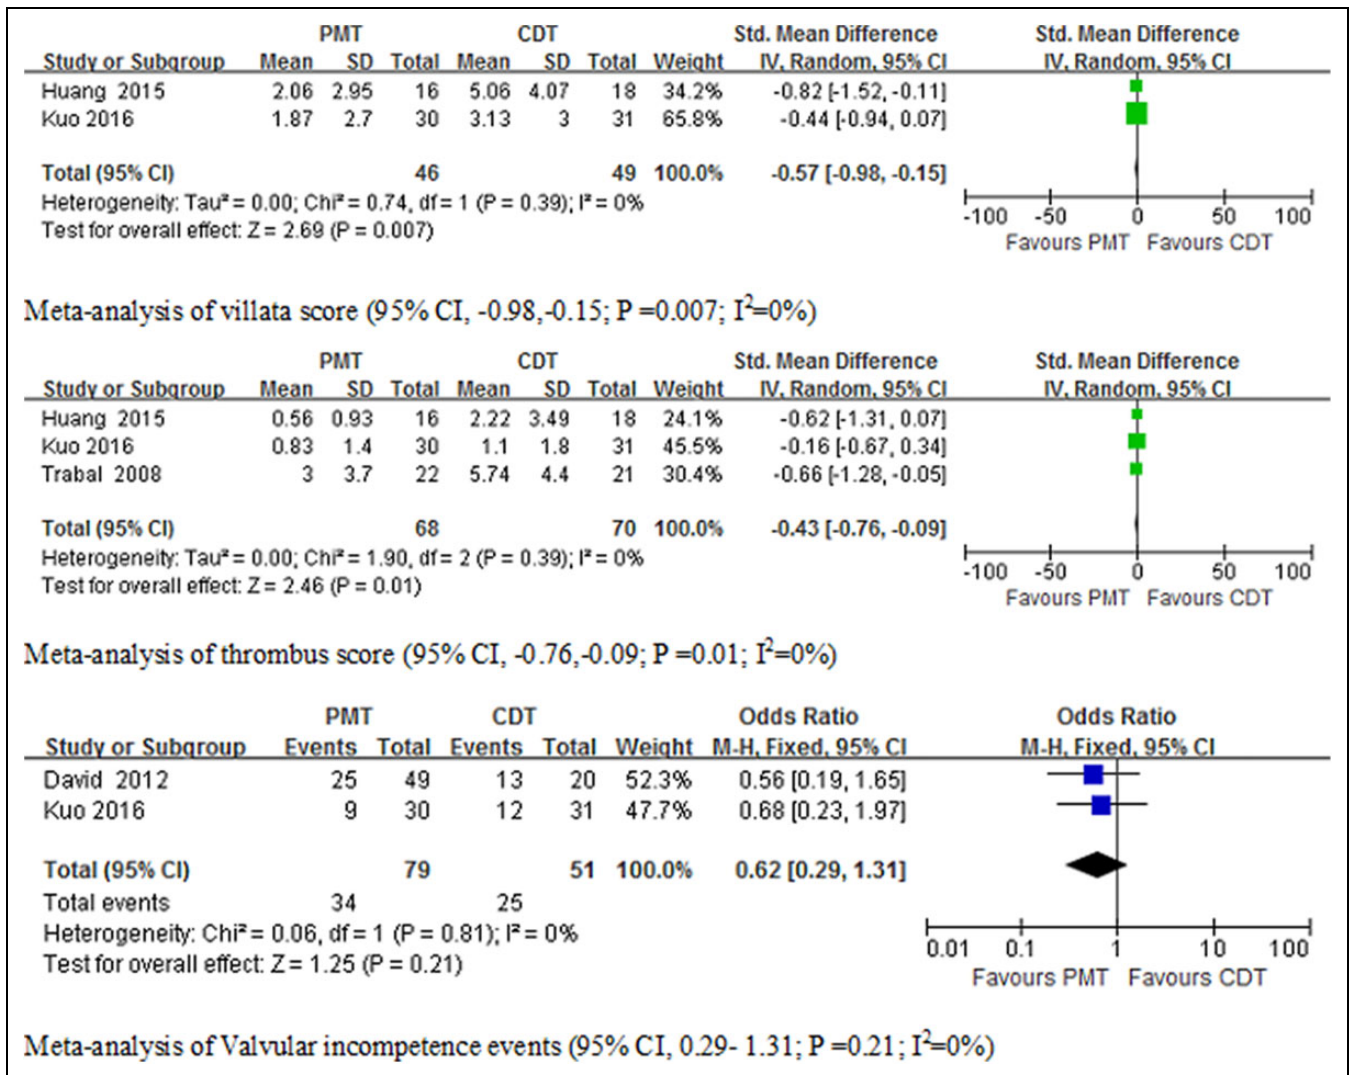 PMT CDT Std. Mean Difference Std. Mean Difference
Study or Subgroup Mean SD Total Mean SD Total Weight IV, Random, 95% CI IV, Random, 95% CI
Huang 2015 2.06 2.95 16 5.06 4.07 18 34.2% -0.82 [-1.52, -0.11]
Kuo 2016 1.87 2.7 30 3.13 3 31 65.8% -0.44 [-0.94, 0.07]
Total (95% CI) 46 49 100.0% -0.57 [-0.98, -0.15]
Heterogeneity: Tau² = 0.00; Chi² = 0.74, df = 1 (P = 0.39); I² = 0%
Test for overall effect: Z = 2.69 (P = 0.007)
-100 -50 0 50 100
Favours PMT Favours CDT
Meta-analysis of villata score (95% CI, -0.98,-0.15; P =0.007; I²=0%)
PMT CDT Std. Mean Difference Std. Mean Difference
Study or Subgroup Mean SD Total Mean SD Total Weight IV, Random, 95% CI IV, Random, 95% CI
Huang 2015 0.56 0.93 16 2.22 3.49 18 24.1% -0.62 [-1.31, 0.07]
Kuo 2016 0.83 1.4 30 1.1 1.8 31 45.5% -0.16 [-0.67, 0.34]
Trabal 2008 3 3.7 22 5.74 4.4 21 30.4% -0.66 [-1.28, -0.05]
Total (95% CI) 68 70 100.0% -0.43 [-0.76, -0.09]
Heterogeneity: Tau² = 0.00; Chi² = 1.90, df = 2 (P = 0.39); I² = 0%
Test for overall effect: Z = 2.46 (P = 0.01)
-100 -50 0 50 100
Favours PMT Favours CDT
Meta-analysis of thrombus score (95% CI, -0.76,-0.09; P =0.01; I²=0%)
PMT CDT Odds Ratio Odds Ratio
Study or Subgroup Events Total Events Total Weight M-H, Fixed, 95% CI M-H, Fixed, 95% CI
David 2012 25 49 13 20 52.3% 0.56 [0.19, 1.65]
Kuo 2016 9 30 12 31 47.7% 0.68 [0.23, 1.97]
Total (95% CI) 79 51 100.0% 0.62 [0.29, 1.31]
Total events 34 25
Heterogeneity: Chi² = 0.06, df = 1 (P = 0.81); I² = 0%
Test for overall effect: Z = 1.25 (P = 0.21)
0.01 0.1 1 10 100
Favours PMT Favours CDT
Meta-analysis of Valvular incompetence events (95% CI, 0.29- 1.31; P =0.21; I²=0%)